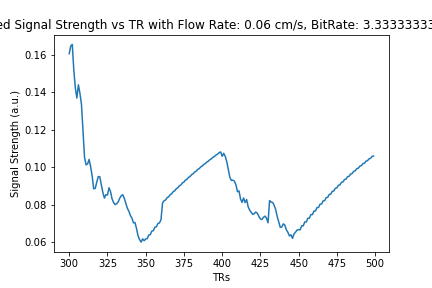 ed Signal Strength vs TR with Flow Rate: 0.06 cm/s, BitRate: 3.33333333
0.16
0.14
0.12
0.10
0.08
0.06
Signal Strength (a.u.)
300 325 350 375 400 425 450 475 500
TRs